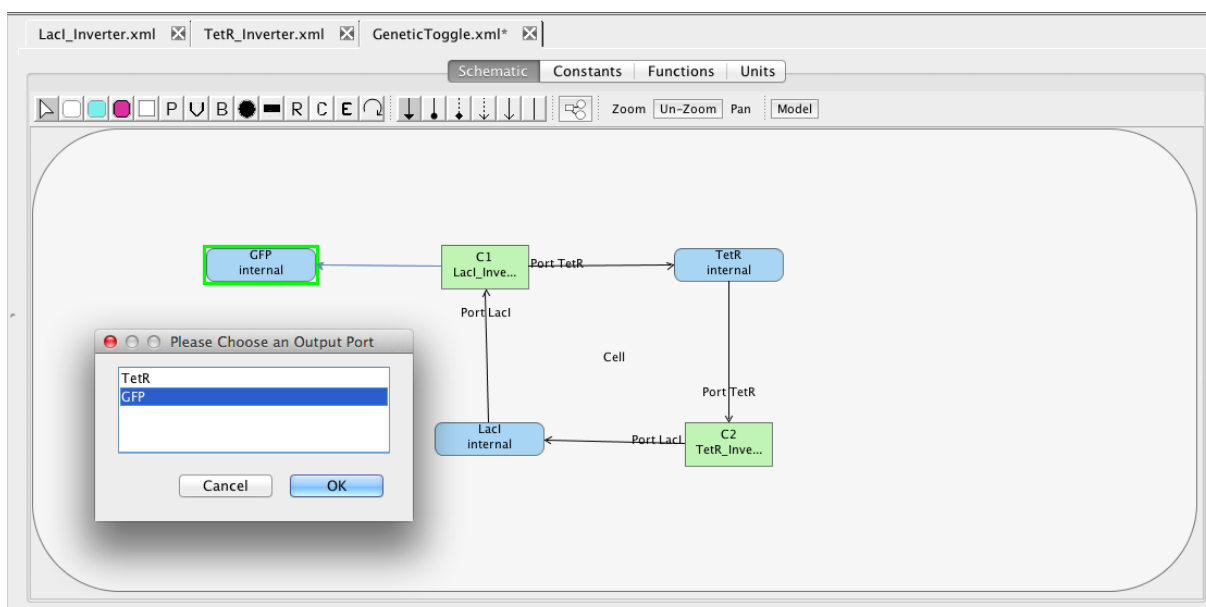 LacI_Inverter.xml TetR_Inverter.xml GeneticToggle.xml*
Schematic Constants Functions Units
P V B R C E Zoom Un-Zoom Pan Model
GFP
internal
C1
LacI_Inve...
Port TetR
TetR
internal
Port LacI
Cell
Port TetR
LacI
internal
Port LacI
C2
TetR_Inve...
Please Choose an Output Port
TetR
GFP
Cancel OK